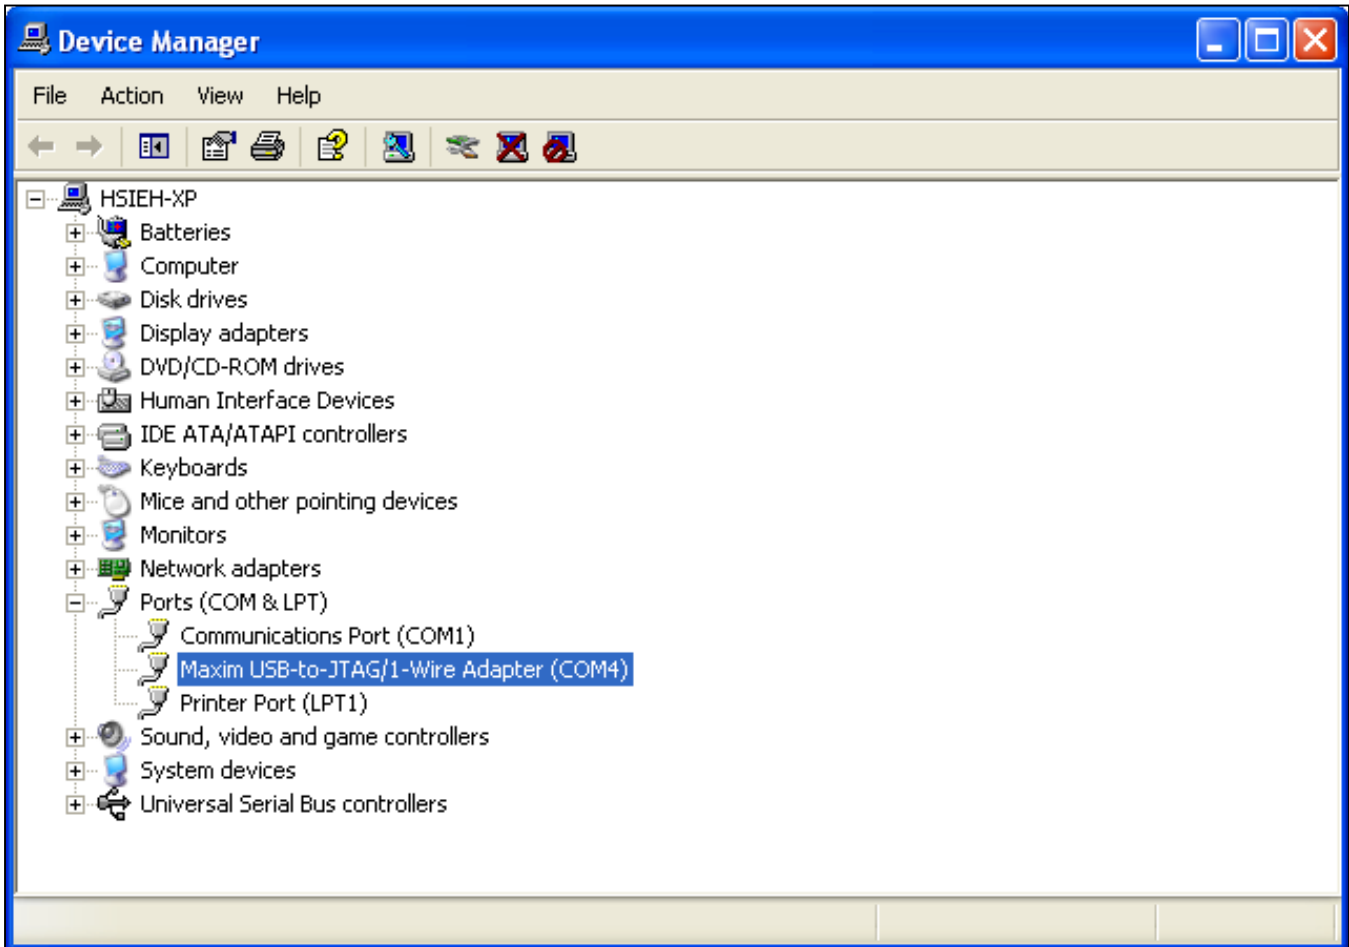 Device Manager
File Action View Help
HSIEH-XP
Batteries
Computer
Disk drives
Display adapters
DVD/CD-ROM drives
Human Interface Devices
IDE ATA/ATAPI controllers
Keyboards
Mice and other pointing devices
Monitors
Network adapters
Ports (COM & LPT)
Communications Port (COM1)
Maxim USB-to-JTAG/1-Wire Adapter (COM4)
Printer Port (LPT1)
Sound, video and game controllers
System devices
Universal Serial Bus controllers